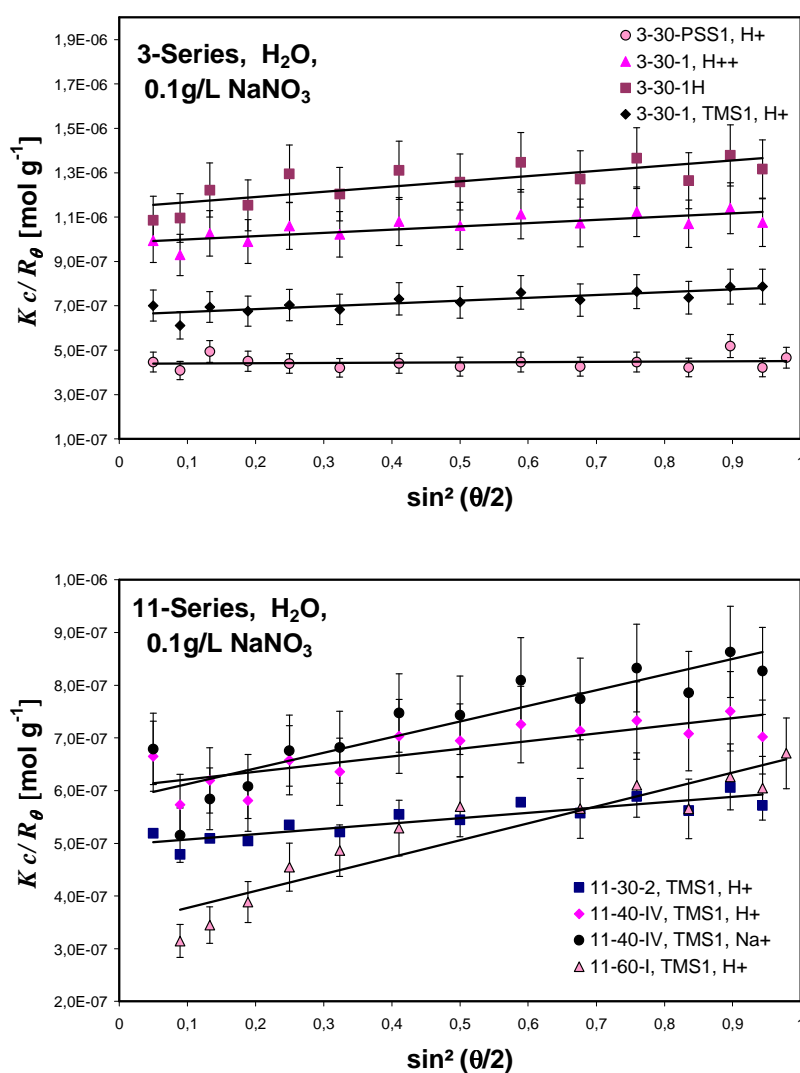 3-Series, H₂O,
0.1g/L NaNO₃
3-30-PSS1, H+
3-30-1, H++
3-30-1H
3-30-1, TMS1, H+
K c/ R_θ [mol g⁻¹]
1,9E-06
1,7E-06
1,5E-06
1,3E-06
1,1E-06
9,0E-07
7,0E-07
5,0E-07
3,0E-07
1,0E-07
0 0,1 0,2 0,3 0,4 0,5 0,6 0,7 0,8 0,9 1
sin² (θ/2)
11-Series, H₂O,
0.1g/L NaNO₃
K c/ R_θ [mol g⁻¹]
1,0E-06
9,0E-07
8,0E-07
7,0E-07
6,0E-07
5,0E-07
4,0E-07
3,0E-07
2,0E-07
11-30-2, TMS1, H+
11-40-IV, TMS1, H+
11-40-IV, TMS1, Na+
11-60-I, TMS1, H+
0 0,1 0,2 0,3 0,4 0,5 0,6 0,7 0,8 0,9 1
sin² (θ/2)